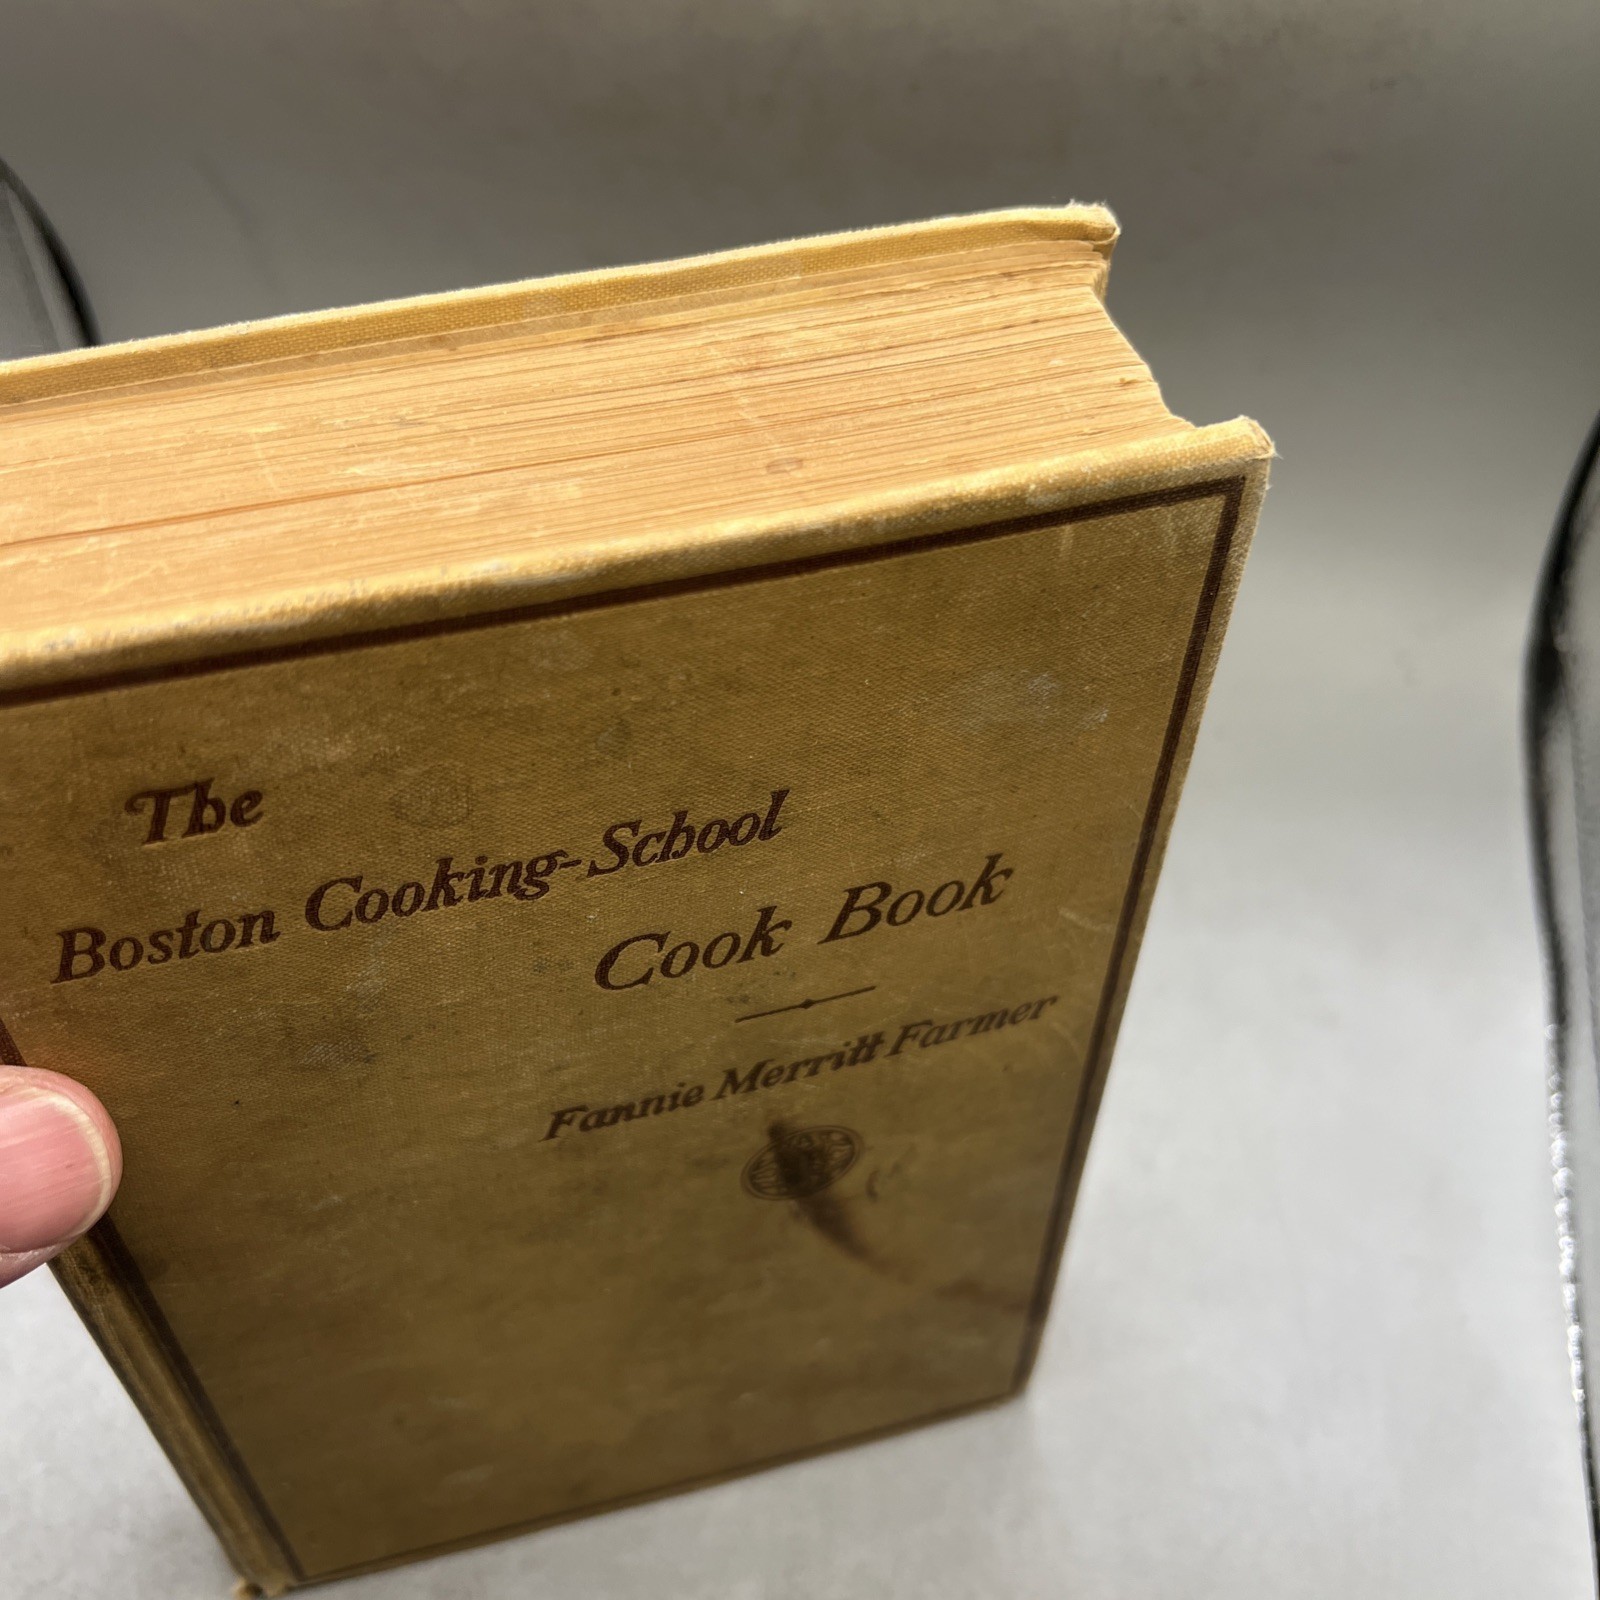 The
Boston Cooking-School
Cook Book
Fannie Merritt Farmer